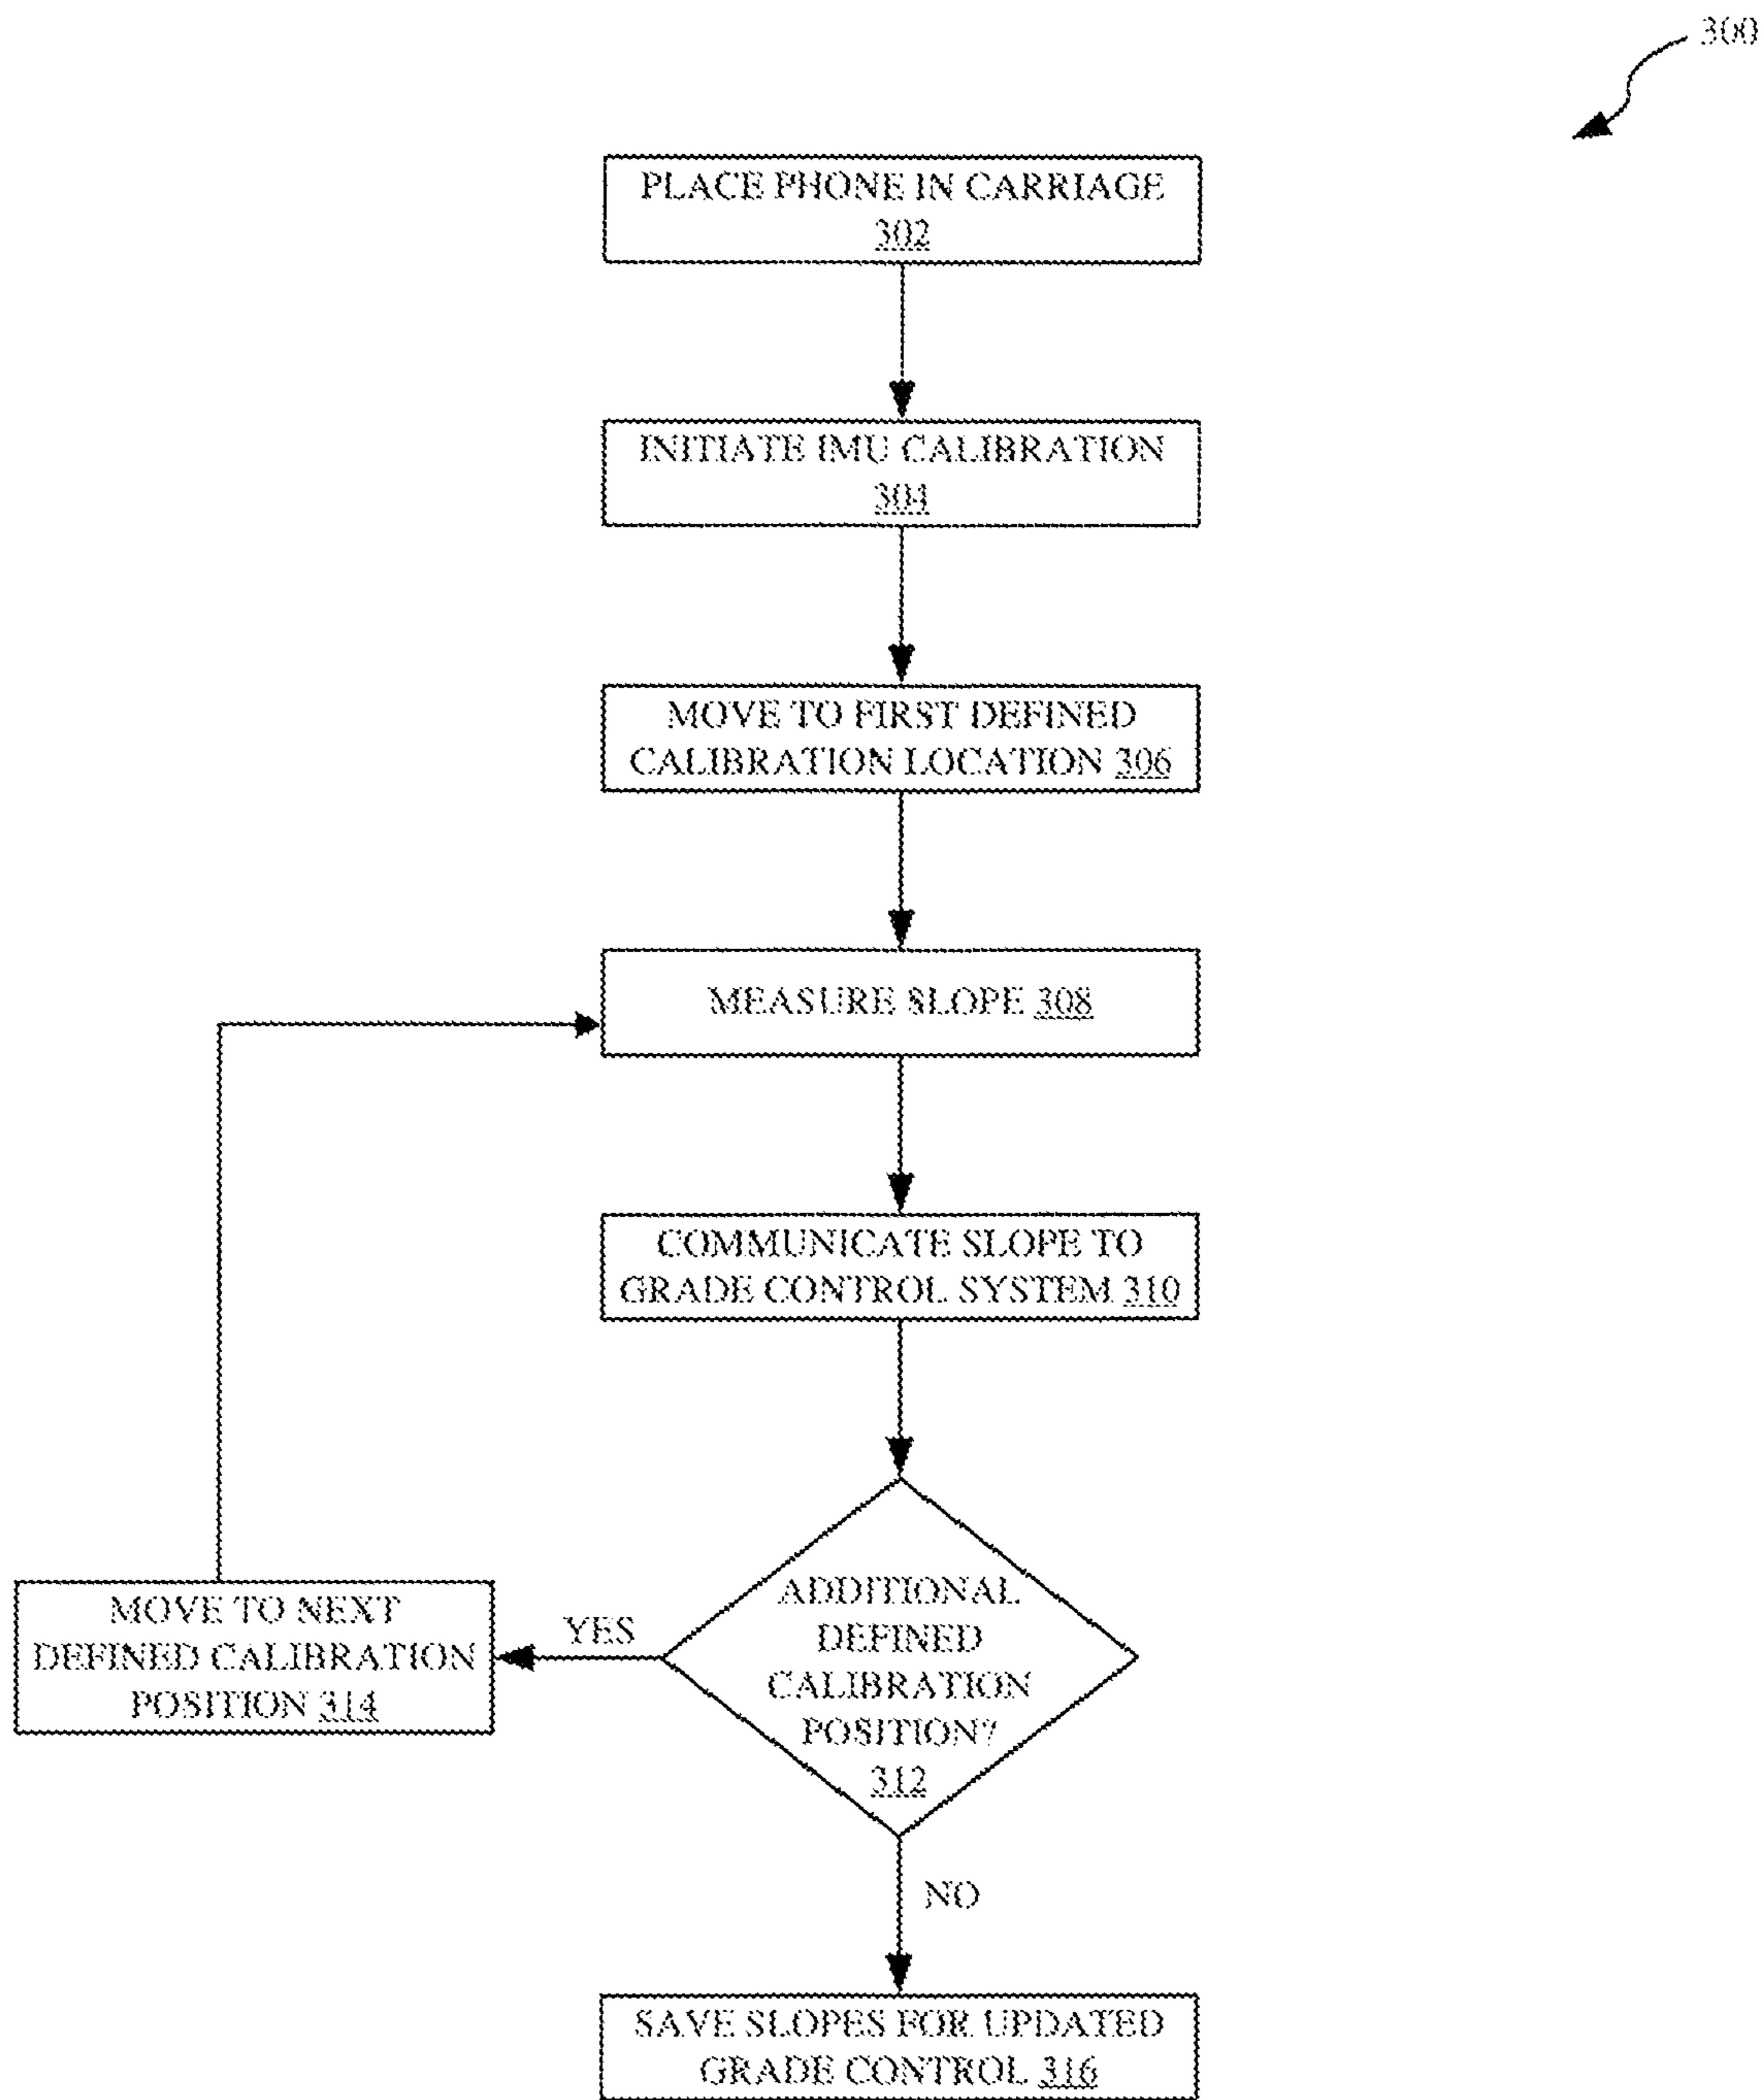 300
PLACE PHONE IN CARRIAGE
302
INITIATE IMU CALIBRATION
304
MOVE TO FIRST DEFINED
CALIBRATION LOCATION 306
MEASURE SLOPE 308
COMMUNICATE SLOPE TO
GRADE CONTROL SYSTEM 310
ADDITIONAL
DEFINED
CALIBRATION
POSITION?
312
YES
MOVE TO NEXT
DEFINED CALIBRATION
POSITION 314
NO
SAVE SLOPES FOR UPDATED
GRADE CONTROL 316